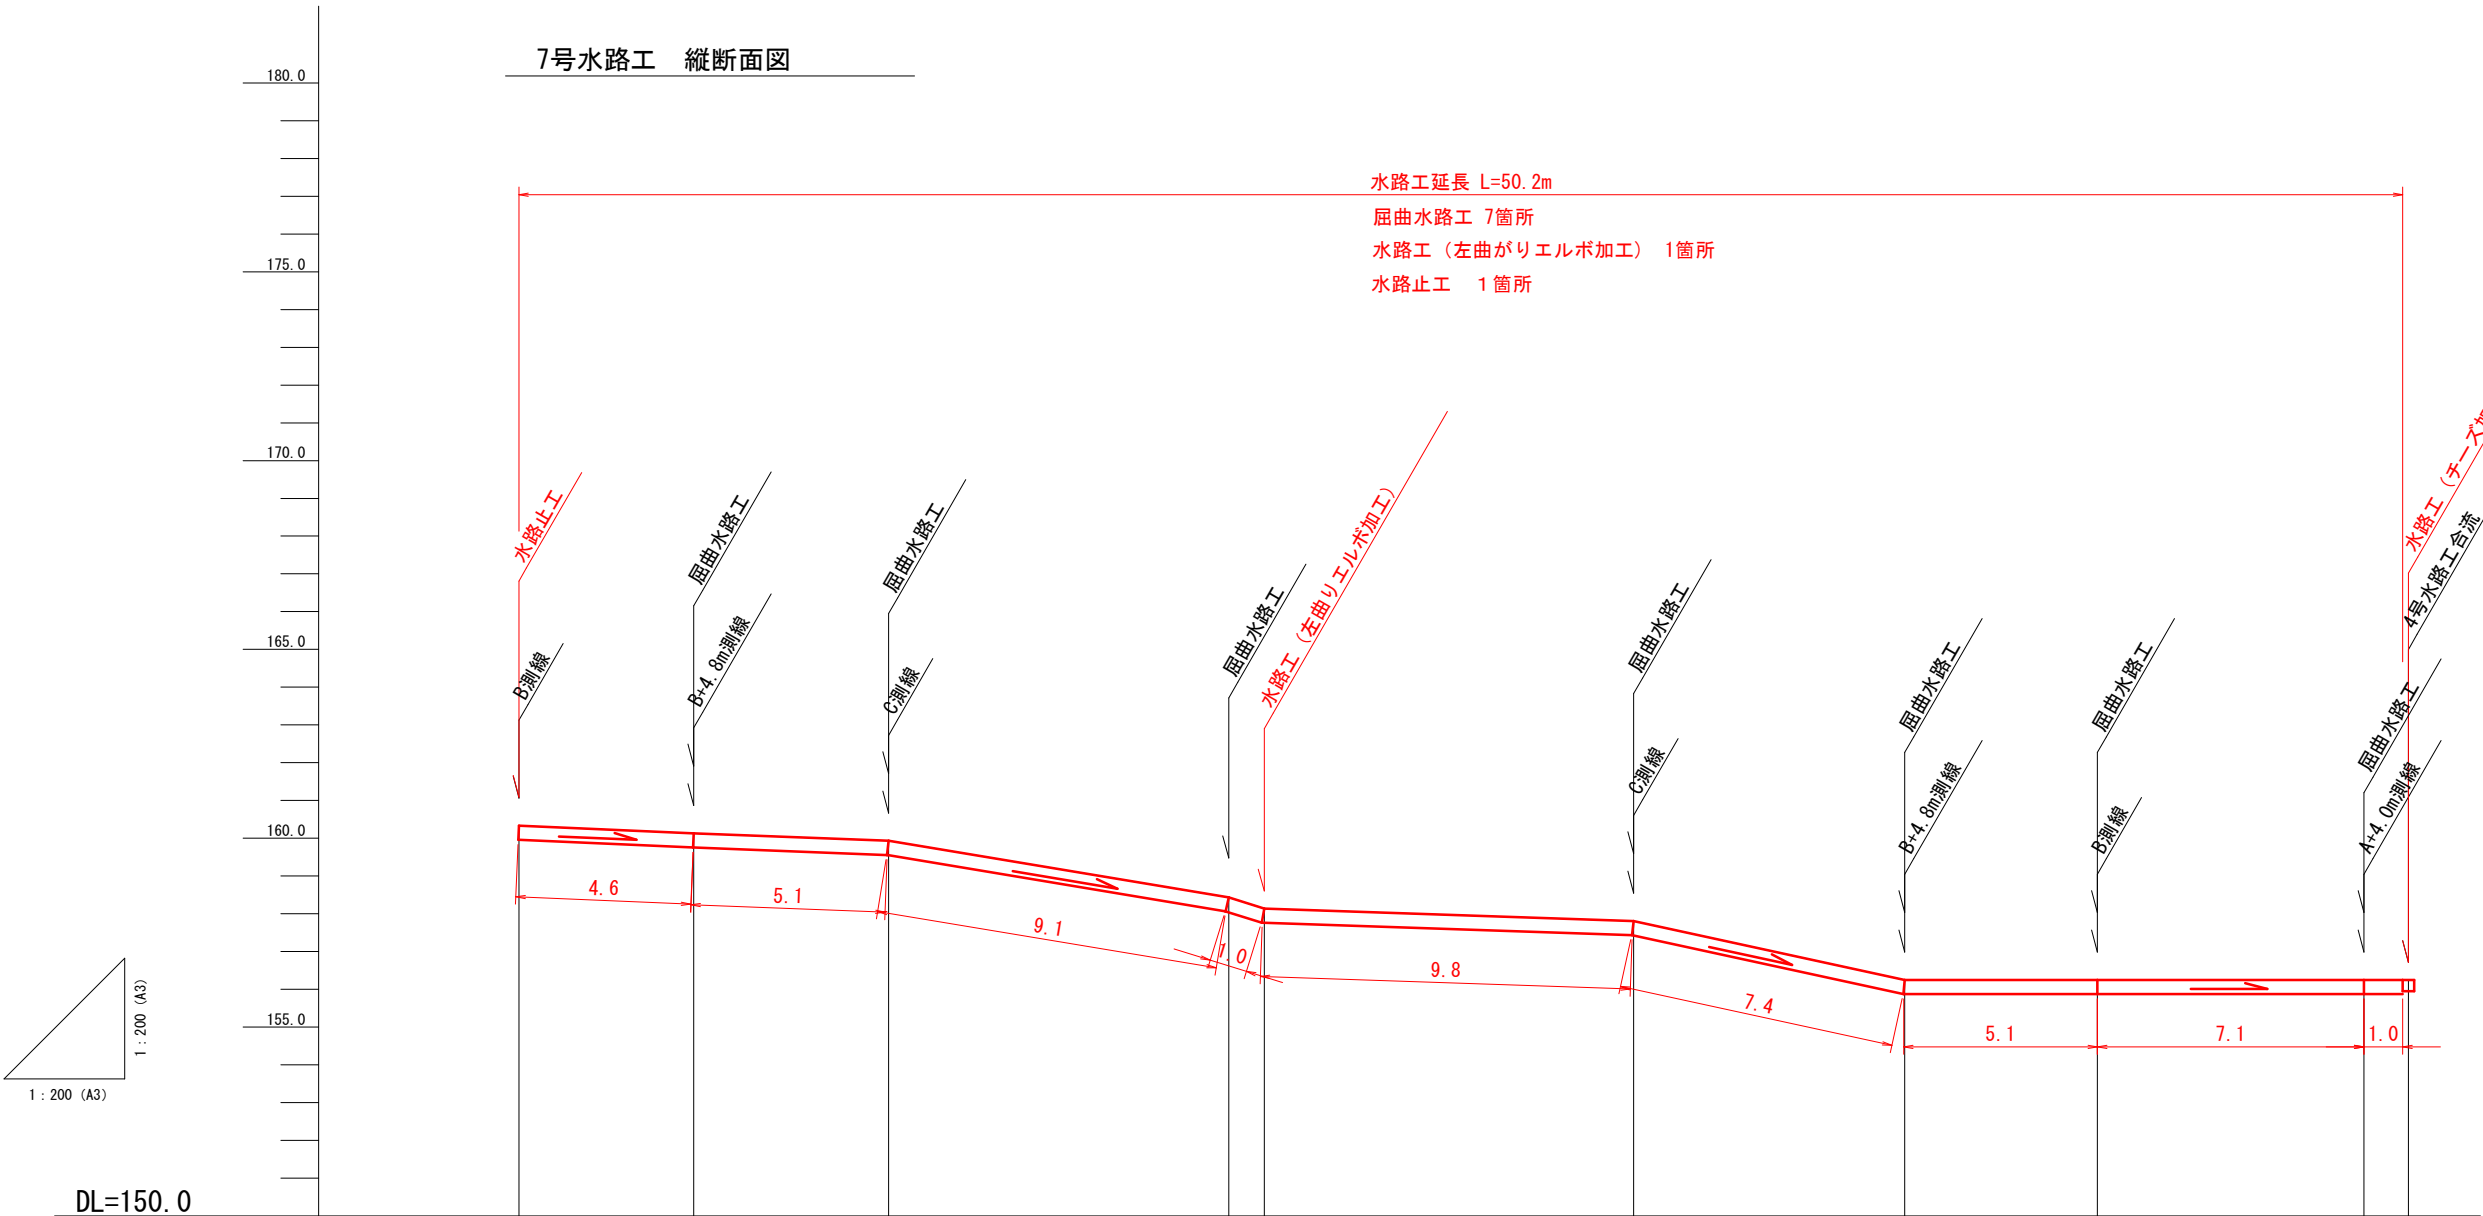 7号水路工　縦断面図
180.0
175.0
170.0
165.0
160.0
155.0
DL=150.0
水路工延長 L=50.2m
屈曲水路工 7箇所
水路工（左曲がりエルボ加工） 1箇所
水路止工　１箇所
水路止工
B測線
屈曲水路工
B+4.8m測線
屈曲水路工
C測線
屈曲水路工
水路工（左曲りエルボ加工）
屈曲水路工
C測線
屈曲水路工
B+4.8m測線
屈曲水路工
B測線
屈曲水路工
A+4.0m測線
水路工（チーズ
4号水路工合流
4.6
5.1
9.1
1.0
9.8
7.4
5.1
7.1
1.0
1：200（A3）
1：200（A3）